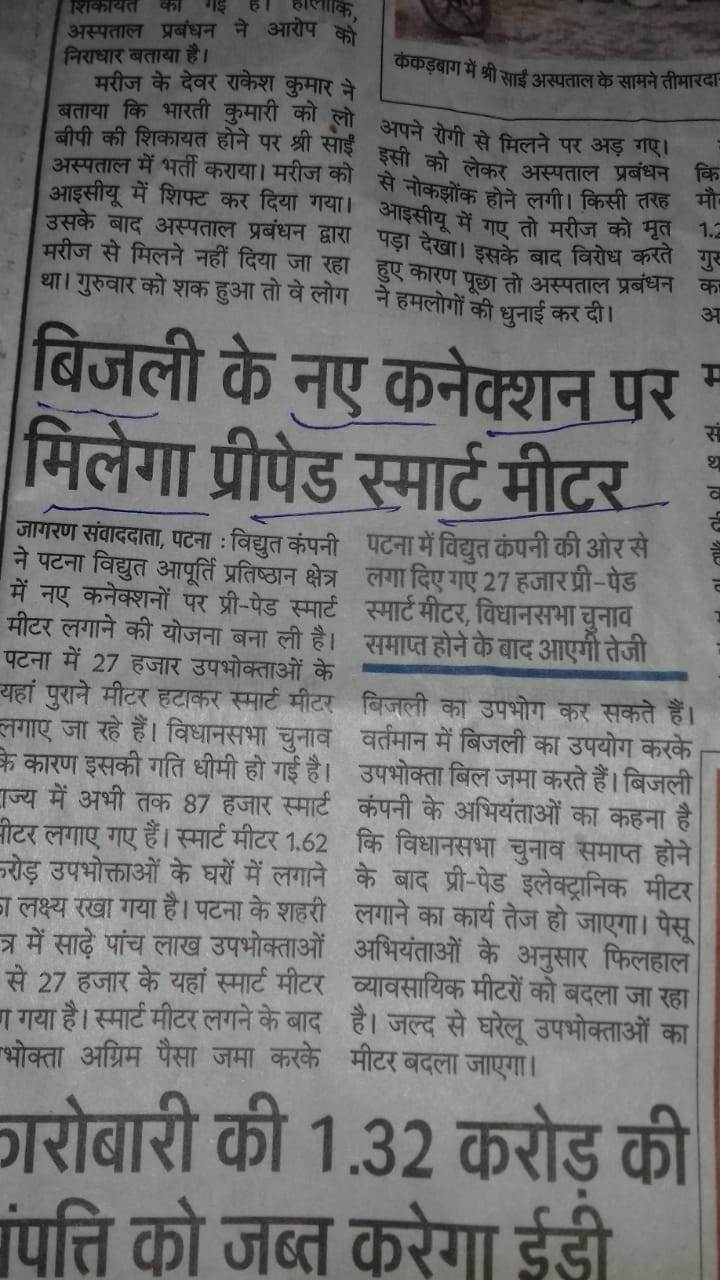 शिकायत की गई है। हालांकि,
अस्पताल प्रबंधन ने आरोप को
निराधार बताया है।
मरीज के देवर राकेश कुमार ने
बताया कि भारती कुमारी को लो
बीपी की शिकायत होने पर श्री साईं
अस्पताल में भर्ती कराया। मरीज को
आइसीयू में शिफ्ट कर दिया गया।
उसके बाद अस्पताल प्रबंधन द्वारा
मरीज से मिलने नहीं दिया जा रहा
था। गुरुवार को शक हुआ तो वे लोग
कंकड़बाग में श्री साईं अस्पताल के सामने तीमारदा
अपने रोगी से मिलने पर अड़ गए।
इसी को लेकर अस्पताल प्रबंधन
से नोकझोंक होने लगी। किसी तरह
आइसीयू में गए तो मरीज को मृत
पड़ा देखा। इसके बाद विरोध करते
हुए कारण पूछा तो अस्पताल प्रबंधन
ने हमलोगों की धुनाई कर दी।
बिजली के नए कनेक्शन पर
मिलेगा प्रीपेड स्मार्ट मीटर
जागरण संवाददाता, पटना : विद्युत कंपनी
ने पटना विद्युत आपूर्ति प्रतिष्ठान क्षेत्र
में नए कनेक्शनों पर प्री-पेड स्मार्ट
मीटर लगाने की योजना बना ली है।
पटना में 27 हजार उपभोक्ताओं के
यहां पुराने मीटर हटाकर स्मार्ट मीटर
लगाए जा रहे हैं। विधानसभा चुनाव
के कारण इसकी गति धीमी हो गई है।
राज्य में अभी तक 87 हजार स्मार्ट
मीटर लगाए गए हैं। स्मार्ट मीटर 1.62
करोड़ उपभोक्ताओं के घरों में लगाने
का लक्ष्य रखा गया है। पटना के शहरी
त्र में साढ़े पांच लाख उपभोक्ताओं
से 27 हजार के यहां स्मार्ट मीटर
ग गया है। स्मार्ट मीटर लगने के बाद
भोक्ता अग्रिम पैसा जमा करके
पटना में विद्युत कंपनी की ओर से
लगा दिए गए 27 हजार प्री-पेड
स्मार्ट मीटर, विधानसभा चुनाव
समाप्त होने के बाद आएगी तेजी
बिजली का उपभोग कर सकते हैं।
वर्तमान में बिजली का उपयोग करके
उपभोक्ता बिल जमा करते हैं। बिजली
कंपनी के अभियंताओं का कहना है
कि विधानसभा चुनाव समाप्त होने
के बाद प्री-पेड इलेक्ट्रानिक मीटर
लगाने का कार्य तेज हो जाएगा। पेसू
अभियंताओं के अनुसार फिलहाल
व्यावसायिक मीटरों को बदला जा रहा
है। जल्द से घरेलू उपभोक्ताओं का
मीटर बदला जाएगा।
कारोबारी की 1.32 करोड़ की
संपत्ति को जब्त करेगा ईडी